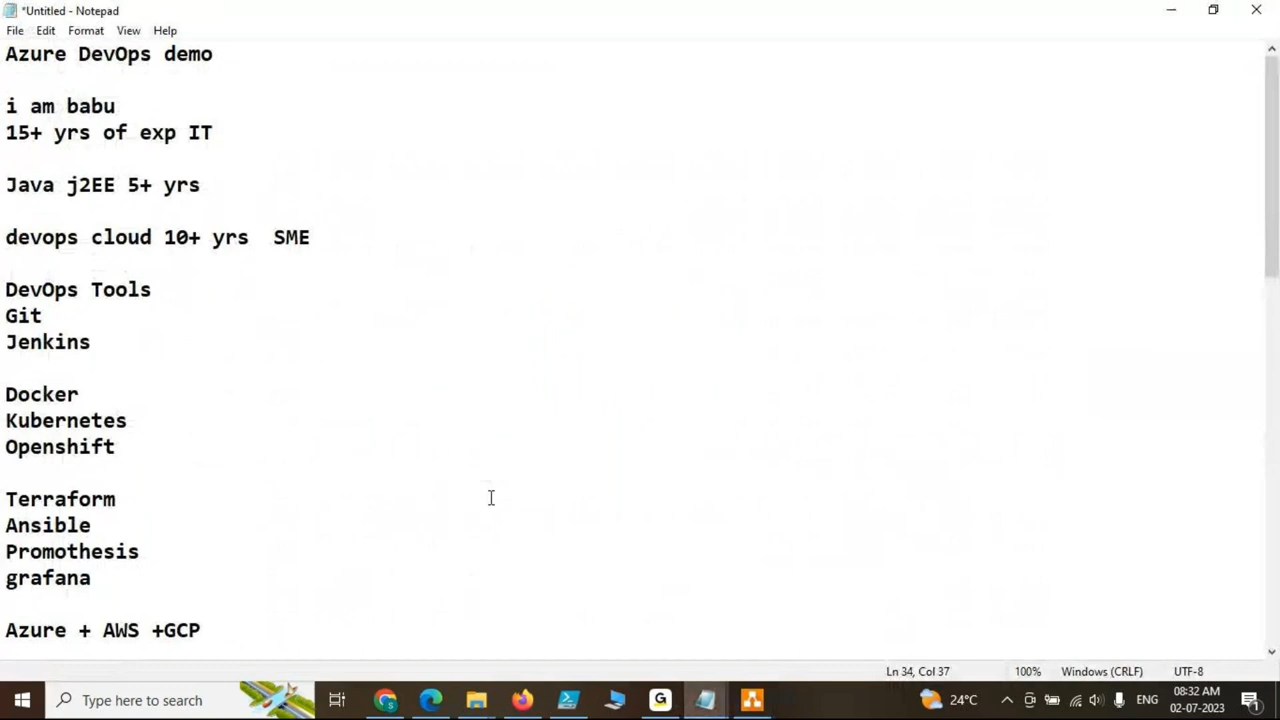 *Untitled - Notepad
File Edit Format View Help
Azure DevOps demo
i am babu
15+ yrs of exp IT
Java j2EE 5+ yrs
devops cloud 10+ yrs  SME
DevOps Tools
Git
Jenkins
Docker
Kubernetes
Openshift
Terraform
Ansible
Promothesis
grafana
Azure + AWS +GCP
Ln 34, Col 37 100% Windows (CRLF) UTF-8
Type here to search 24°C ENG 08:32 AM
02-07-2023